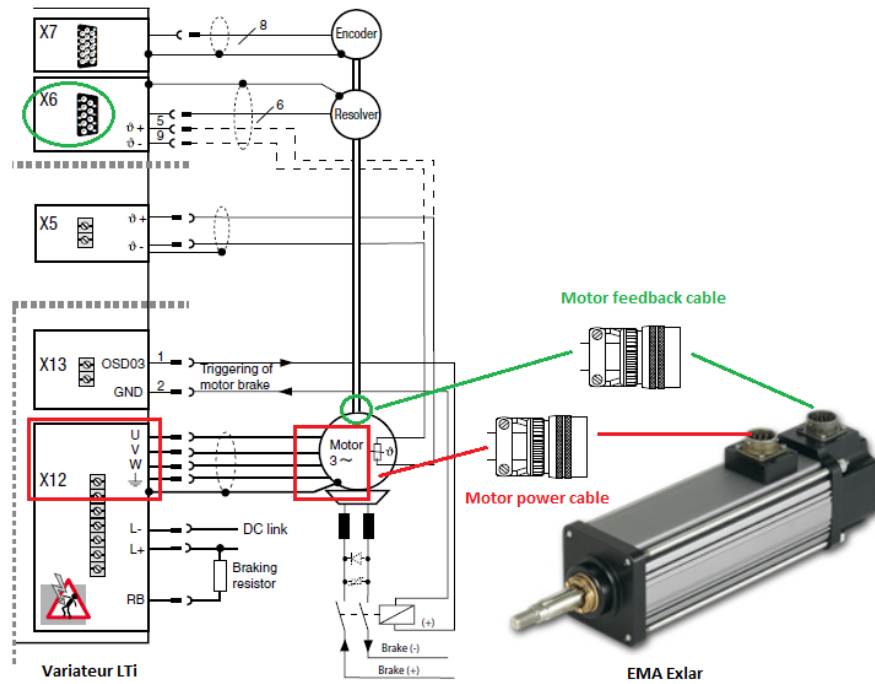 X7
8
Encoder
X6
6
Resolver
ϑ+
5
ϑ-
9
X5
ϑ+
ϑ-
Motor feedback cable
X13
OSD03
1
Triggering of
motor brake
GND
2
U
V
W
X12
Motor
3~
ϑ
Motor power cable
L-
DC link
L+
Braking
resistor
RB
(+)
Brake (-)
Brake (+)
Variateur LTi
EMA Exlar